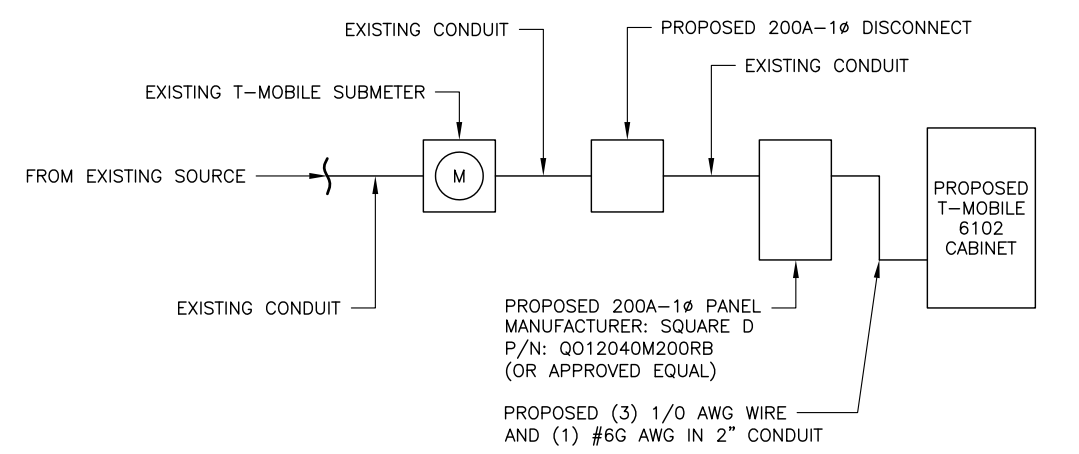 EXISTING CONDUIT
PROPOSED 200A-1ø DISCONNECT
EXISTING CONDUIT
EXISTING T-MOBILE SUBMETER
FROM EXISTING SOURCE
M
PROPOSED
T-MOBILE
6102
CABINET
EXISTING CONDUIT
PROPOSED 200A-1ø PANEL
MANUFACTURER: SQUARE D
P/N: QO12040M200RB
(OR APPROVED EQUAL)
PROPOSED (3) 1/0 AWG WIRE
AND (1) #6G AWG IN 2" CONDUIT